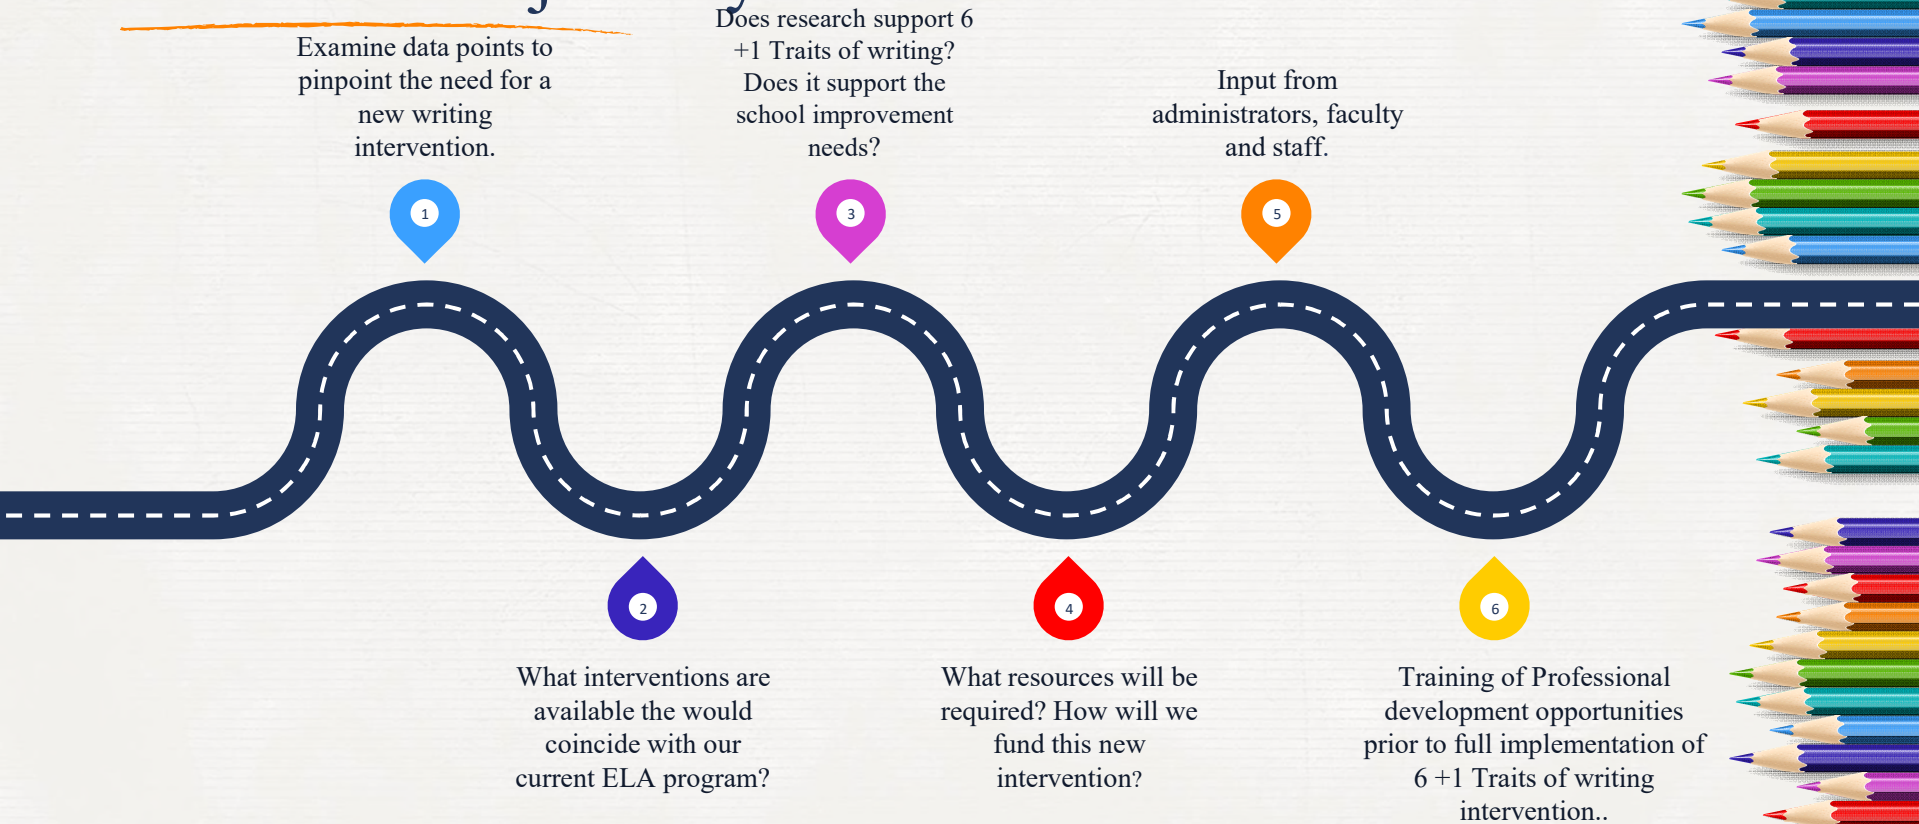 Examine data points to
pinpoint the need for a
new writing
intervention.
1
What interventions are
available the would
coincide with our
current ELA program?
2
Does research support 6
+1 Traits of writing?
Does it support the
school improvement
needs?
3
What resources will be
required? How will we
fund this new
intervention?
4
Input from
administrators, faculty
and staff.
5
Training of Professional
development opportunities
prior to full implementation of
6 +1 Traits of writing
intervention..
6